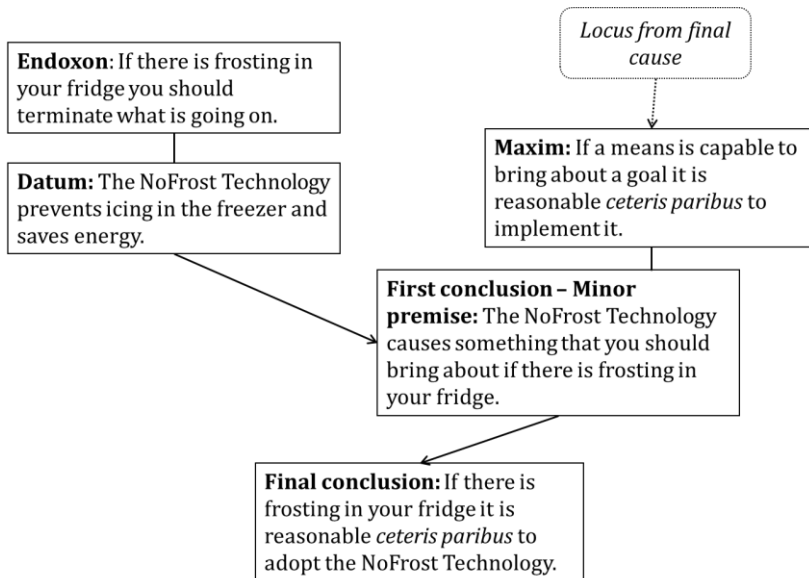 Locus from final
cause
Endoxon: If there is frosting in
your fridge you should
terminate what is going on.
Maxim: If a means is capable to
bring about a goal it is
reasonable ceteris paribus to
implement it.
Datum: The NoFrost Technology
prevents icing in the freezer and
saves energy.
First conclusion – Minor
premise: The NoFrost Technology
causes something that you should
bring about if there is frosting in
your fridge.
Final conclusion: If there is
frosting in your fridge it is
reasonable ceteris paribus to
adopt the NoFrost Technology.